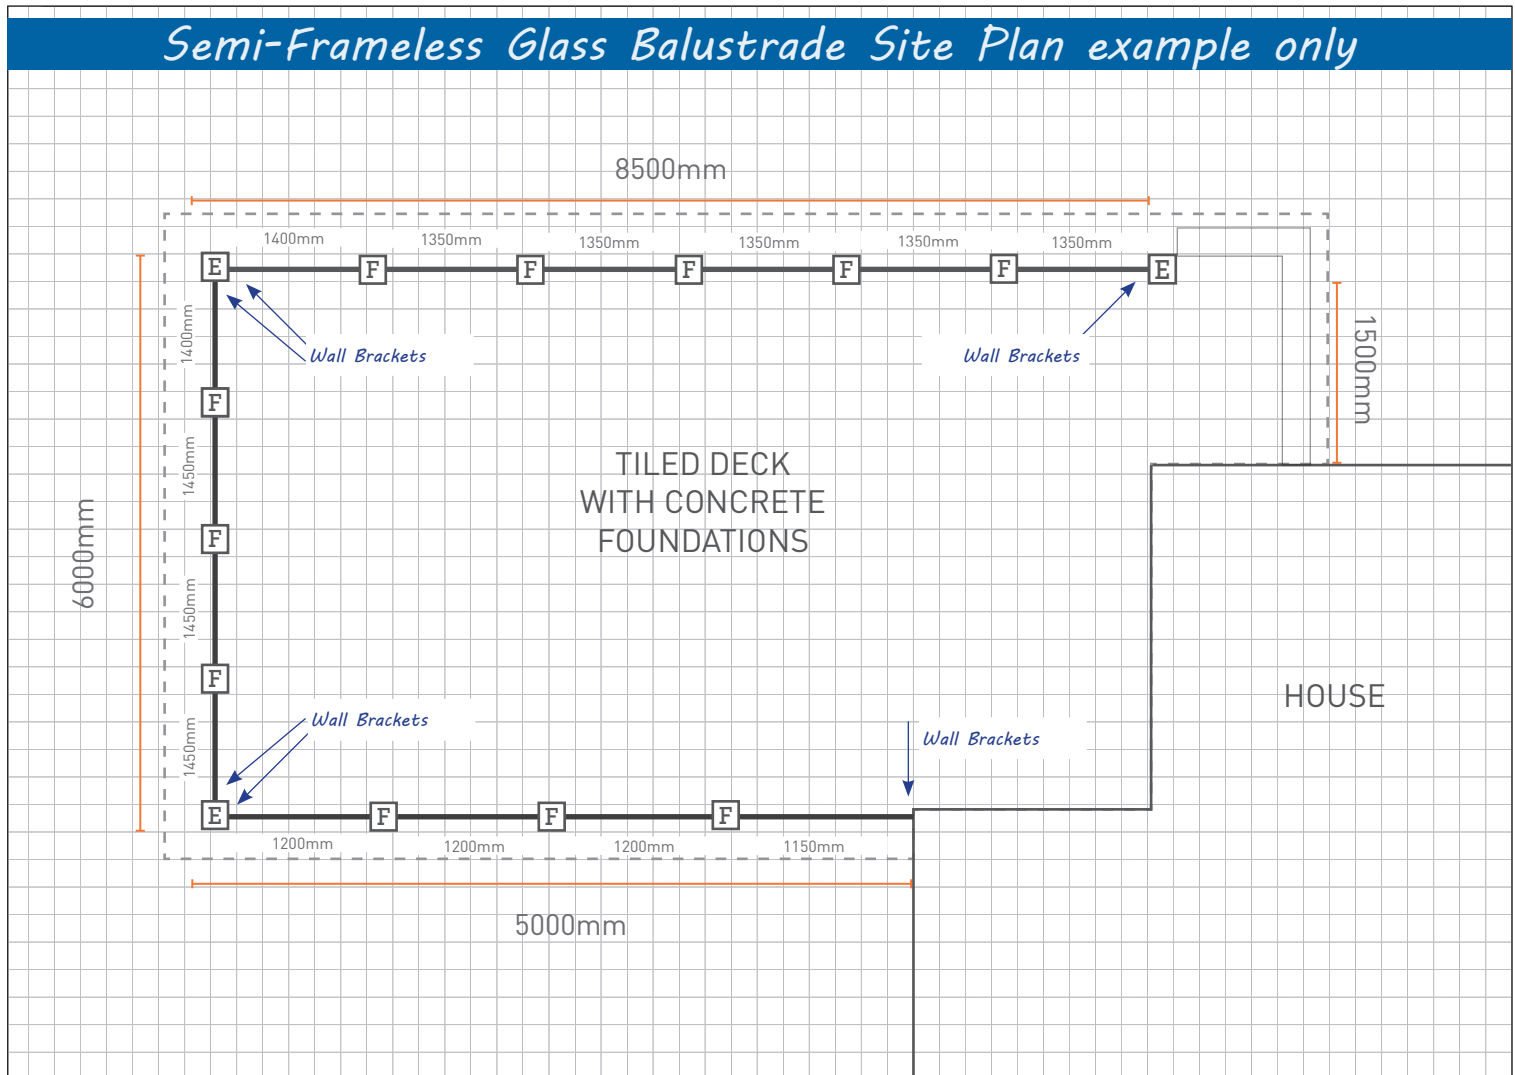 Semi-Frameless Glass Balustrade Site Plan example only
8500mm
1400mm
1350mm
1350mm
1350mm
1350mm
1350mm
E
F
F
F
F
F
E
1400mm
Wall Brackets
Wall Brackets
1500mm
F
1450mm
TILED DECK
WITH CONCRETE
FOUNDATIONS
6000mm
F
1450mm
F
HOUSE
1450mm
Wall Brackets
Wall Brackets
E
F
F
F
1200mm
1200mm
1200mm
1150mm
5000mm